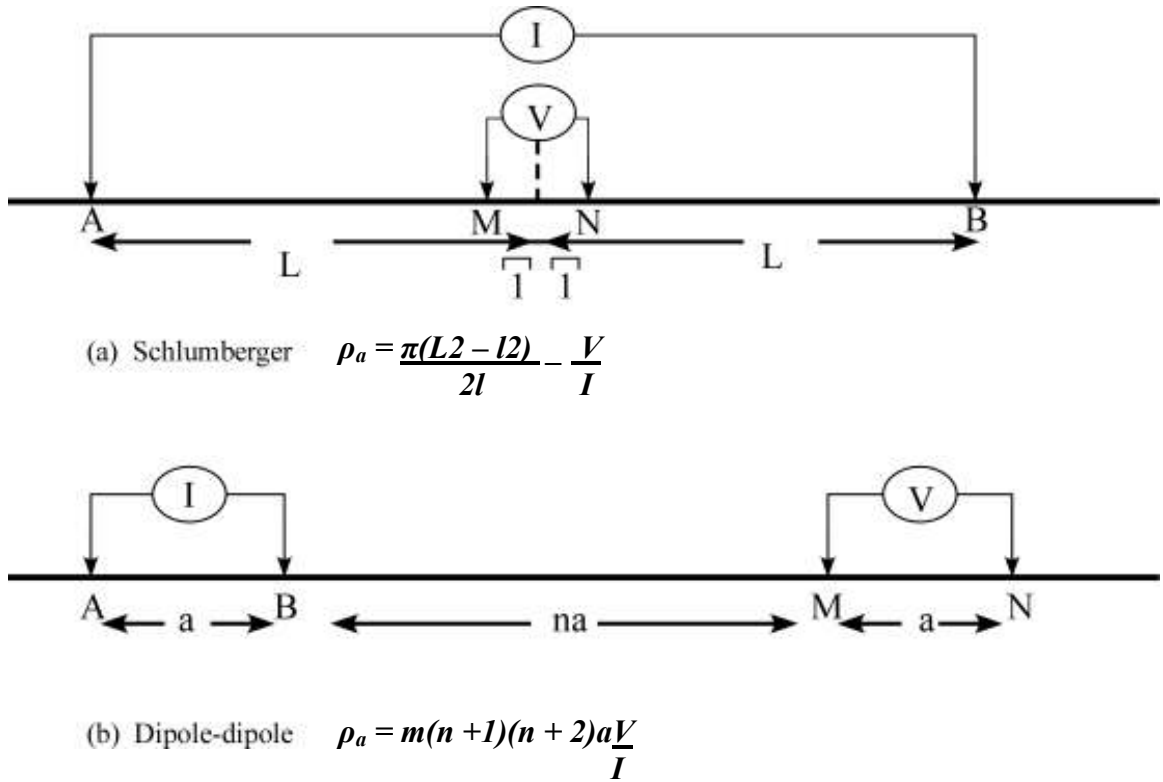 I
V
A M N B
L L
l l
(a) Schlumberger ρa = π(L2 – l2) – V
2l I
I V
A B M N
a na a
(b) Dipole-dipole ρa = m(n +1)(n + 2)aV
I